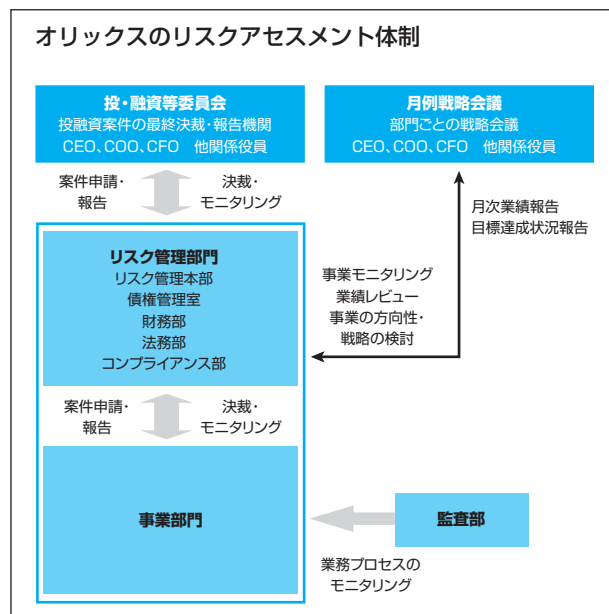 オリックスのリスクアセスメント体制
投・融資等委員会
投融資案件の最終決裁・報告機関
CEO、COO、CFO　他関係役員
月例戦略会議
部門ごとの戦略会議
CEO、COO、CFO　他関係役員
案件申請・
報告
決裁・
モニタリング
月次業績報告
目標達成状況報告
リスク管理部門
リスク管理本部
債権管理室
財務部
法務部
コンプライアンス部
事業モニタリング
業績レビュー
事業の方向性・
戦略の検討
案件申請・
報告
決裁・
モニタリング
事業部門
監査部
業務プロセスの
モニタリング